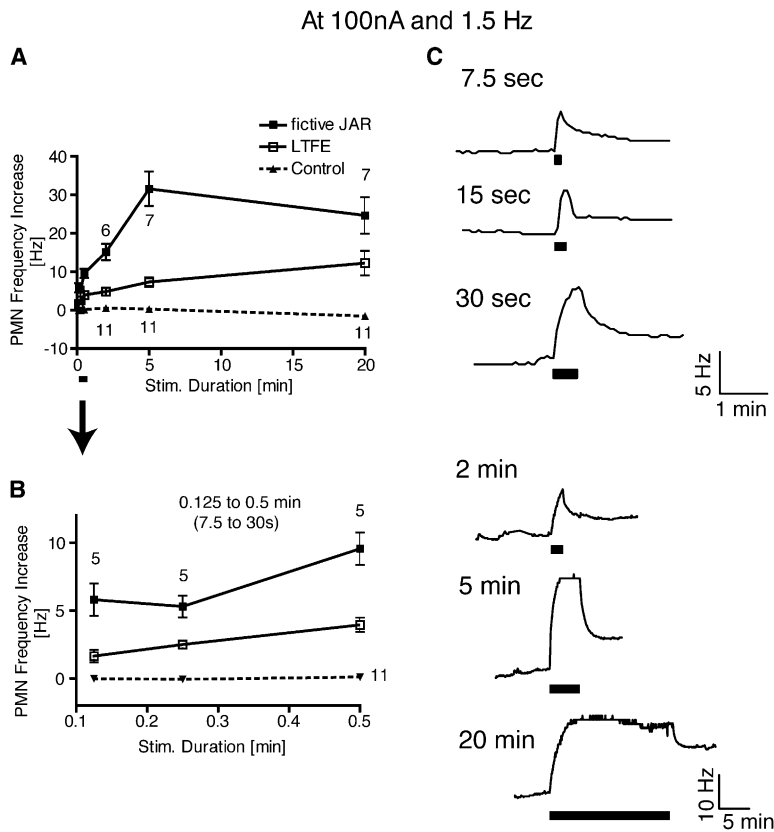 At 100nA and 1.5 Hz
A
fictive JAR
LTFE
Control
PMN Frequency Increase
[Hz]
40
30
20
10
0
-10
6
7
7
11
11
11
0
5
10
15
20
Stim. Duration [min]
B
0.125 to 0.5 min
(7.5 to 30s)
PMN Frequency Increase
[Hz]
10
5
0
5
5
5
11
0.1
0.2
0.3
0.4
0.5
Stim. Duration [min]
C
7.5 sec
15 sec
30 sec
5 Hz
1 min
2 min
5 min
20 min
10 Hz
5 min